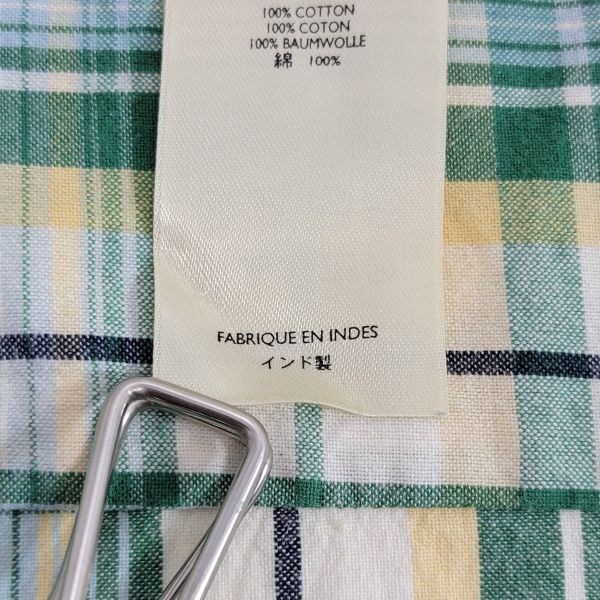 100% COTTON
100% COTON
100% BAUMWOLLE
綿 100%
FABRIQUE EN INDES
インド製